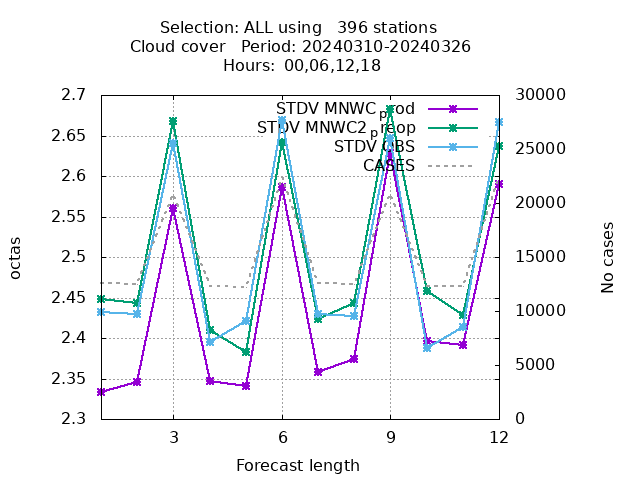 Selection: ALL using   396 stations
Cloud cover   Period: 20240310-20240326
Hours:  00,06,12,18
2.7
2.65
2.6
2.55
2.5
2.45
2.4
2.35
2.3
30000
25000
20000
15000
10000
5000
0
STDV MNWCprod
STDV MNWC2preop
STDV OBS
CASES
octas
No cases
3
6
9
12
Forecast length